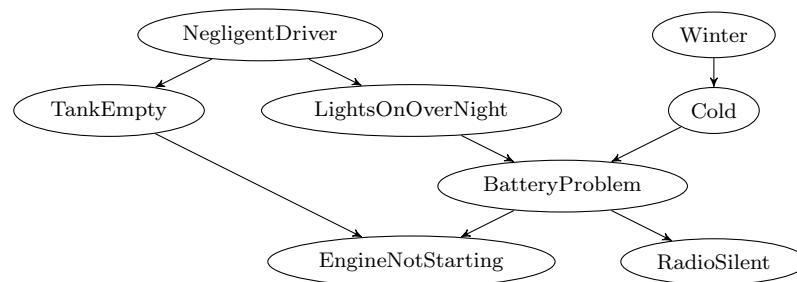 NegligentDriver
Winter
TankEmpty
LightsOnOverNight
Cold
BatteryProblem
EngineNotStarting
RadioSilent